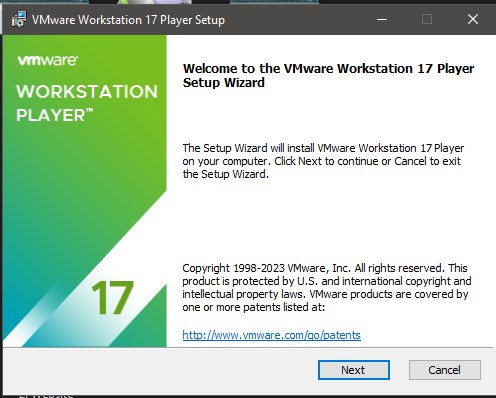 VMware Workstation 17 Player Setup
vmware®
WORKSTATION
PLAYER™
17
Welcome to the VMware Workstation 17 Player
Setup Wizard
The Setup Wizard will install VMware Workstation 17 Player
on your computer. Click Next to continue or Cancel to exit
the Setup Wizard.
Copyright 1998-2023 VMware, Inc. All rights reserved. This
product is protected by U.S. and international copyright and
intellectual property laws. VMware products are covered by
one or more patents listed at:
http://www.vmware.com/go/patents
Next
Cancel